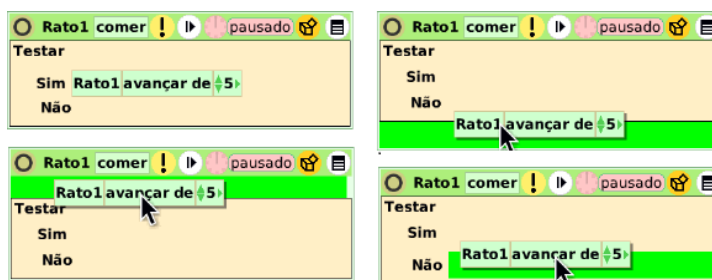 Rato1 comer ! pausado
Testar
Sim Rato1 avançar de 5
Não
Rato1 comer ! pausado
Testar
Sim
Não
Rato1 avançar de 5
Rato1 comer ! pausado
Rato1 avançar de 5
Testar
Sim
Não
Rato1 comer ! pausado
Testar
Sim
Rato1 avançar de 5
Não